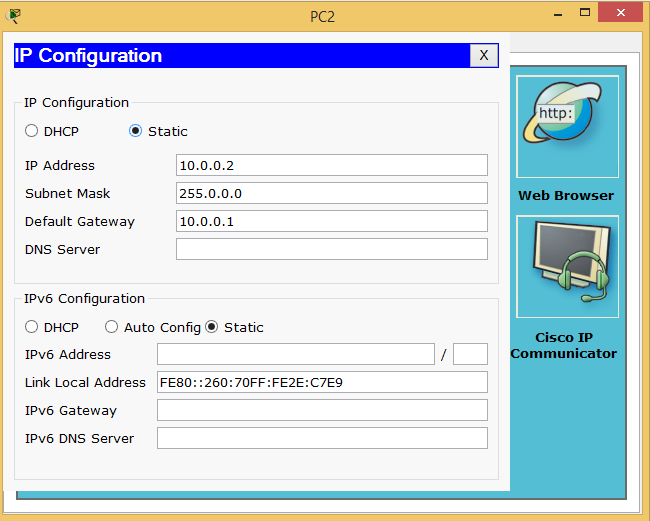 PC2
IP Configuration
X
IP Configuration
DHCP
Static
IP Address
10.0.0.2
Subnet Mask
255.0.0.0
Default Gateway
10.0.0.1
DNS Server
IPv6 Configuration
DHCP
Auto Config
Static
IPv6 Address
/
Link Local Address
FE80::260:70FF:FE2E:C7E9
IPv6 Gateway
IPv6 DNS Server
http:
Web Browser
Cisco IP
Communicator